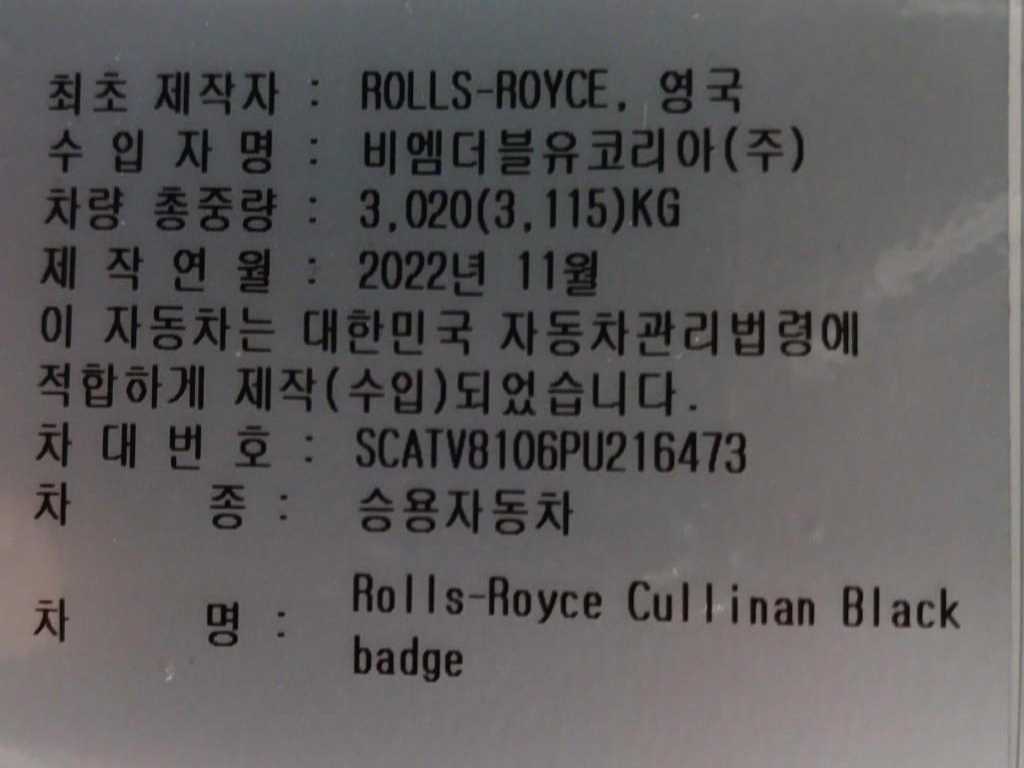 최초 제작자 : ROLLS-ROYCE, 영국
수 입 자 명 : 비엠더블유코리아(주)
차량 총중량 : 3,020(3,115)KG
제 작 연 월 : 2022년 11월
이 자동차는 대한민국 자동차관리법령에
적합하게 제작(수입)되었습니다.
차 대 번 호 : SCATV8106PU216473
차 종 : 승용자동차
차 명 : Rolls-Royce Cullinan Black
badge